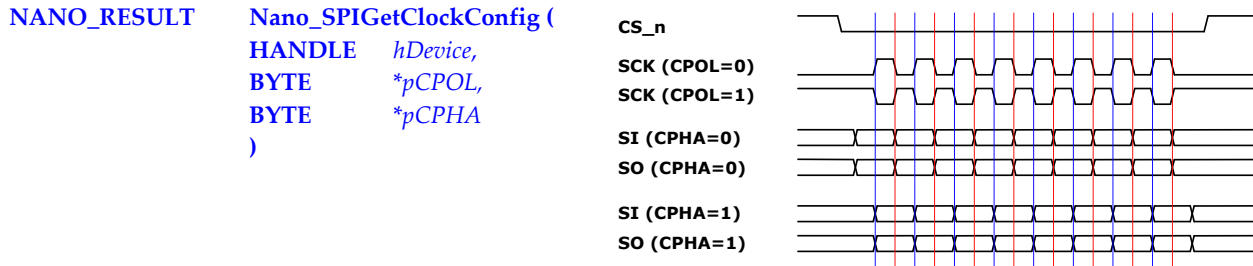 NANO_RESULT Nano_SPIGetClockConfig (
HANDLE hDevice,
BYTE *pCPOL,
BYTE *pCPHA
)
CS_n
SCK (CPOL=0)
SCK (CPOL=1)
SI (CPHA=0)
SO (CPHA=0)
SI (CPHA=1)
SO (CPHA=1)